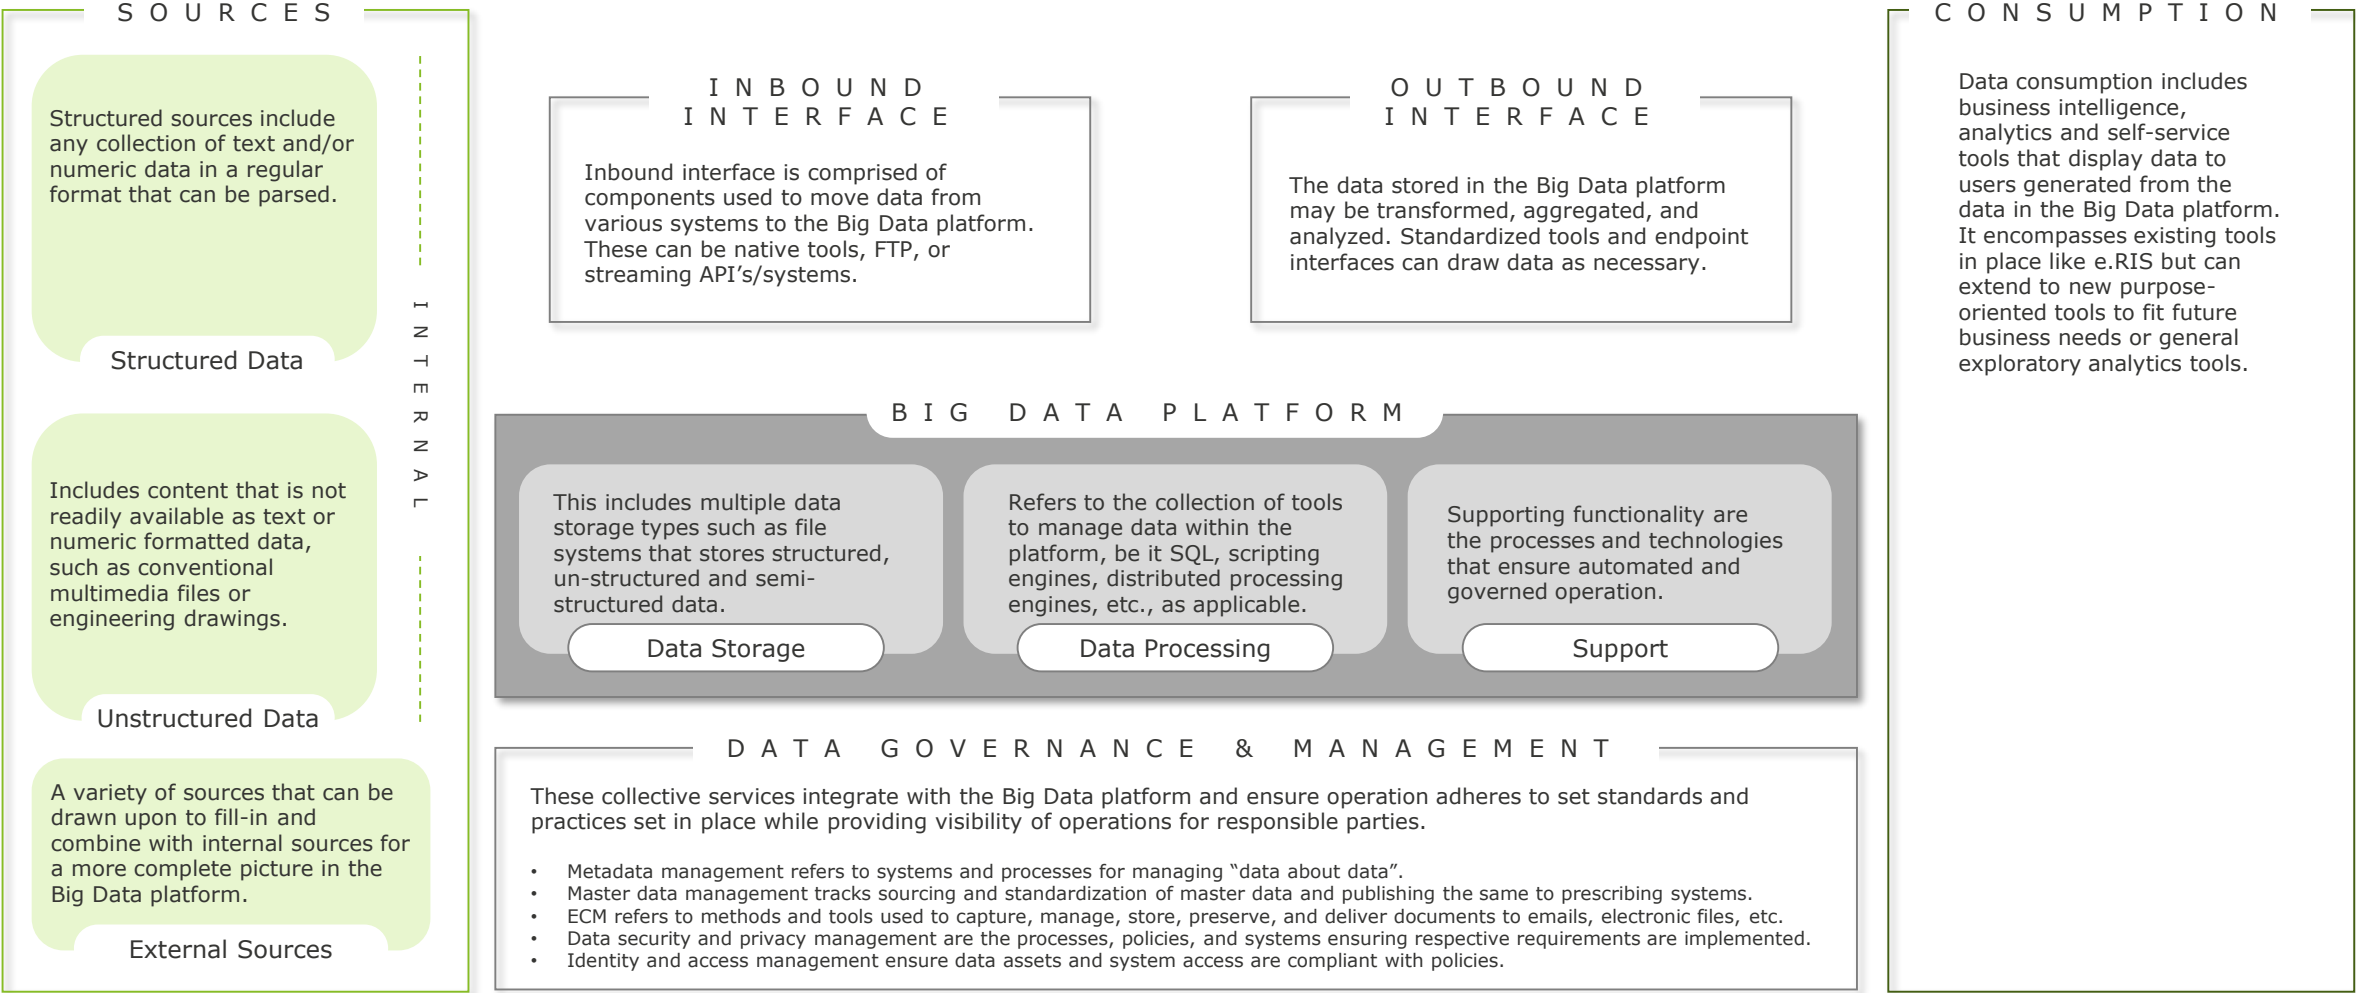 SOURCES
Structured sources include
any collection of text and/or
numeric data in a regular
format that can be parsed.
Structured Data
Includes content that is not
readily available as text or
numeric formatted data,
such as conventional
multimedia files or
engineering drawings.
Unstructured Data
INTERNAL
A variety of sources that can be
drawn upon to fill-in and
combine with internal sources for
a more complete picture in the
Big Data platform.
External Sources
INBOUND
INTERFACE
Inbound interface is comprised of
components used to move data from
various systems to the Big Data platform.
These can be native tools, FTP, or
streaming API’s/systems.
OUTBOUND
INTERFACE
The data stored in the Big Data platform
may be transformed, aggregated, and
analyzed. Standardized tools and endpoint
interfaces can draw data as necessary.
BIG DATA PLATFORM
This includes multiple data
storage types such as file
systems that stores structured,
un-structured and semi-
structured data.
Data Storage
Refers to the collection of tools
to manage data within the
platform, be it SQL, scripting
engines, distributed processing
engines, etc., as applicable.
Data Processing
Supporting functionality are
the processes and technologies
that ensure automated and
governed operation.
Support
DATA GOVERNANCE & MANAGEMENT
These collective services integrate with the Big Data platform and ensure operation adheres to set standards and
practices set in place while providing visibility of operations for responsible parties.
• Metadata management refers to systems and processes for managing “data about data”.
• Master data management tracks sourcing and standardization of master data and publishing the same to prescribing systems.
• ECM refers to methods and tools used to capture, manage, store, preserve, and deliver documents to emails, electronic files, etc.
• Data security and privacy management are the processes, policies, and systems ensuring respective requirements are implemented.
• Identity and access management ensure data assets and system access are compliant with policies.
CONSUMPTION
Data consumption includes
business intelligence,
analytics and self-service
tools that display data to
users generated from the
data in the Big Data platform.
It encompasses existing tools
in place like e.RIS but can
extend to new purpose-
oriented tools to fit future
business needs or general
exploratory analytics tools.